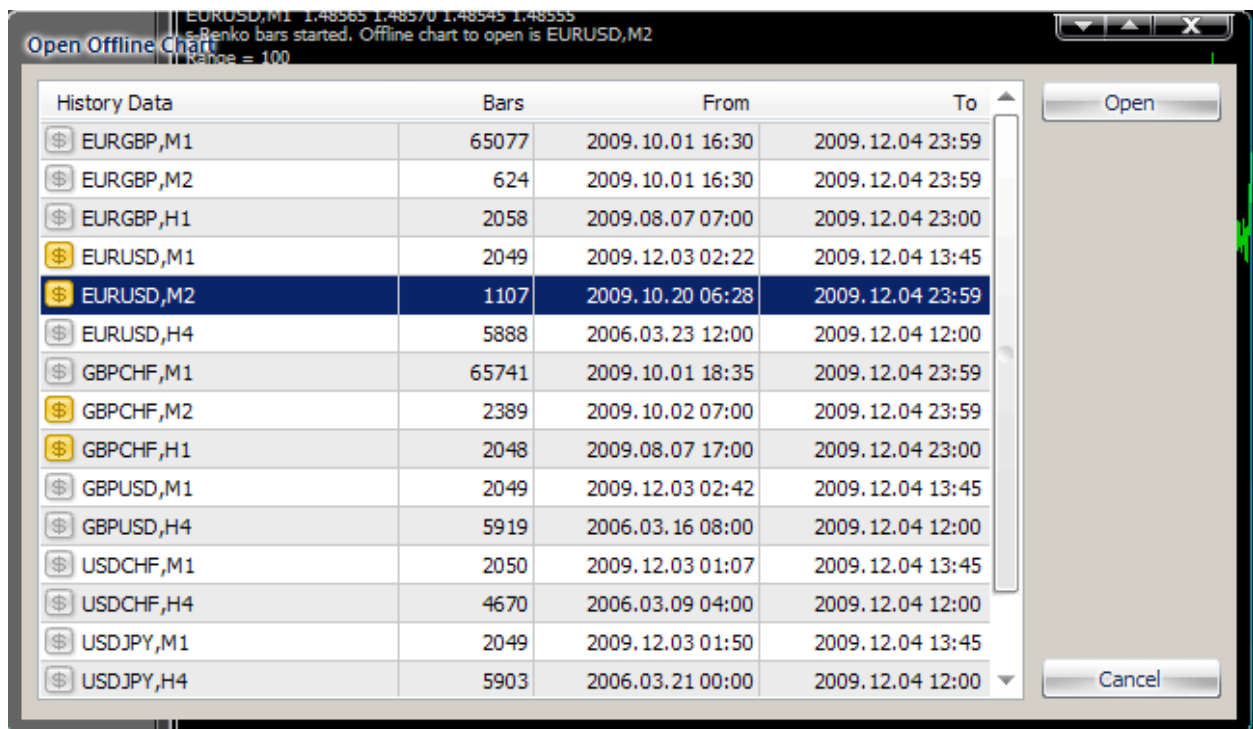 EURUSD,M1 1.48565 1.48570 1.48545 1.48555
s-Renko bars started. Offline chart to open is EURUSD,M2
Open Offline Chart
Range = 100
History Data Bars From To
Open
$ EURGBP,M1 65077 2009.10.01 16:30 2009.12.04 23:59
$ EURGBP,M2 624 2009.10.01 16:30 2009.12.04 23:59
$ EURGBP,H1 2058 2009.08.07 07:00 2009.12.04 23:00
$ EURUSD,M1 2049 2009.12.03 02:22 2009.12.04 13:45
$ EURUSD,M2 1107 2009.10.20 06:28 2009.12.04 23:59
$ EURUSD,H4 5888 2006.03.23 12:00 2009.12.04 12:00
$ GBPCHF,M1 65741 2009.10.01 18:35 2009.12.04 23:59
$ GBPCHF,M2 2389 2009.10.02 07:00 2009.12.04 23:59
$ GBPCHF,H1 2048 2009.08.07 17:00 2009.12.04 23:00
$ GBPUSD,M1 2049 2009.12.03 02:42 2009.12.04 13:45
$ GBPUSD,H4 5919 2006.03.16 08:00 2009.12.04 12:00
$ USDCHF,M1 2050 2009.12.03 01:07 2009.12.04 13:45
$ USDCHF,H4 4670 2006.03.09 04:00 2009.12.04 12:00
$ USDJPY,M1 2049 2009.12.03 01:50 2009.12.04 13:45
$ USDJPY,H4 5903 2006.03.21 00:00 2009.12.04 12:00
Cancel